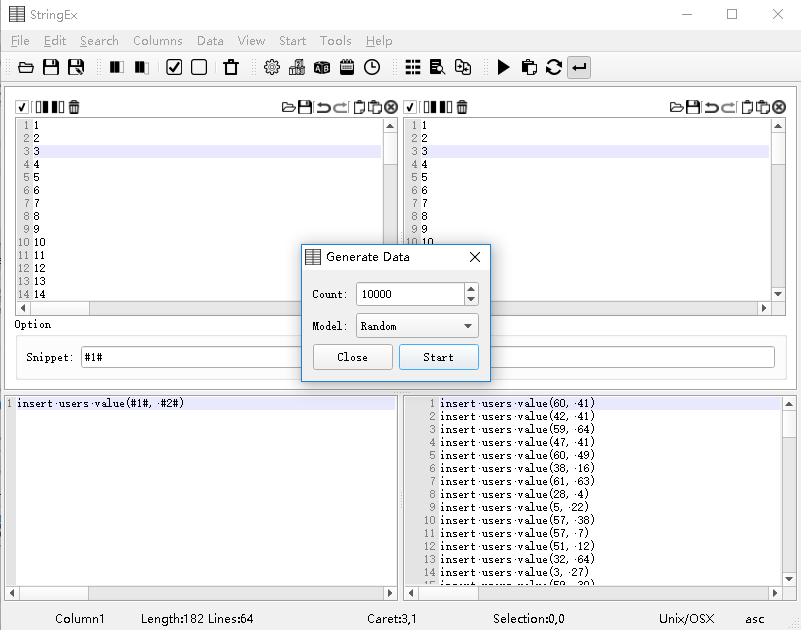 StringEx
File Edit Search Columns Data View Start Tools Help
1 1
2 2
3 3
4 4
5 5
6 6
7 7
8 8
9 9
10 10
11 11
12 12
13 13
14 14
1 1
2 2
3 3
4 4
5 5
6 6
7 7
8 8
9 9
10 10
11
12
13
14
Generate Data
Count: 10000
Model: Random
Close Start
Option
Snippet: #1#
1 insert·users·value(#1#,·#2#)
1 insert·users·value(60,·41)
2 insert·users·value(42,·41)
3 insert·users·value(59,·64)
4 insert·users·value(47,·41)
5 insert·users·value(60,·49)
6 insert·users·value(38,·16)
7 insert·users·value(61,·63)
8 insert·users·value(28,·4)
9 insert·users·value(5,·22)
10 insert·users·value(57,·38)
11 insert·users·value(57,·7)
12 insert·users·value(51,·12)
13 insert·users·value(32,·64)
14 insert·users·value(3,·27)
Column1 Length:182 Lines:64 Caret:3,1 Selection:0,0 Unix/OSX asc